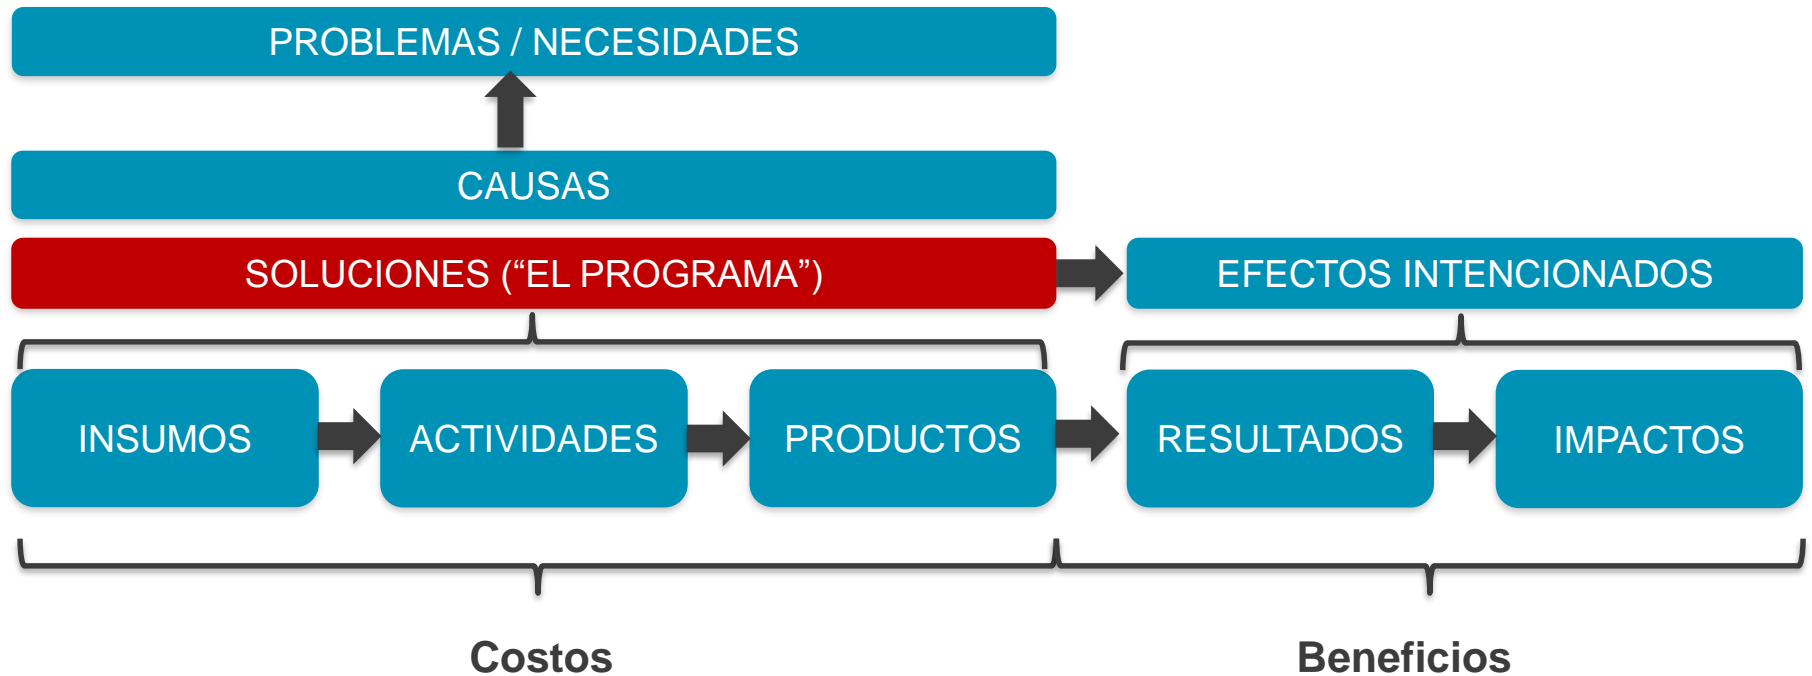 PROBLEMAS / NECESIDADES
CAUSAS
SOLUCIONES (“EL PROGRAMA”)
EFECTOS INTENCIONADOS
INSUMOS
ACTIVIDADES
PRODUCTOS
RESULTADOS
IMPACTOS
Costos
Beneficios